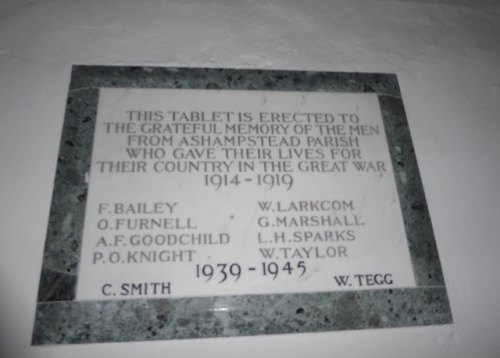 THIS TABLET IS ERECTED TO
THE GRATEFUL MEMORY OF THE MEN
FROM ASHAMPSTEAD PARISH
WHO GAVE THEIR LIVES FOR
THEIR COUNTRY IN THE GREAT WAR
1914-1919
F. BAILEY W. LARKCOM
O. FURNELL G. MARSHALL
A. F. GOODCHILD L. H. SPARKS
P. O. KNIGHT W. TAYLOR
1939-1945
C. SMITH W. TEGG